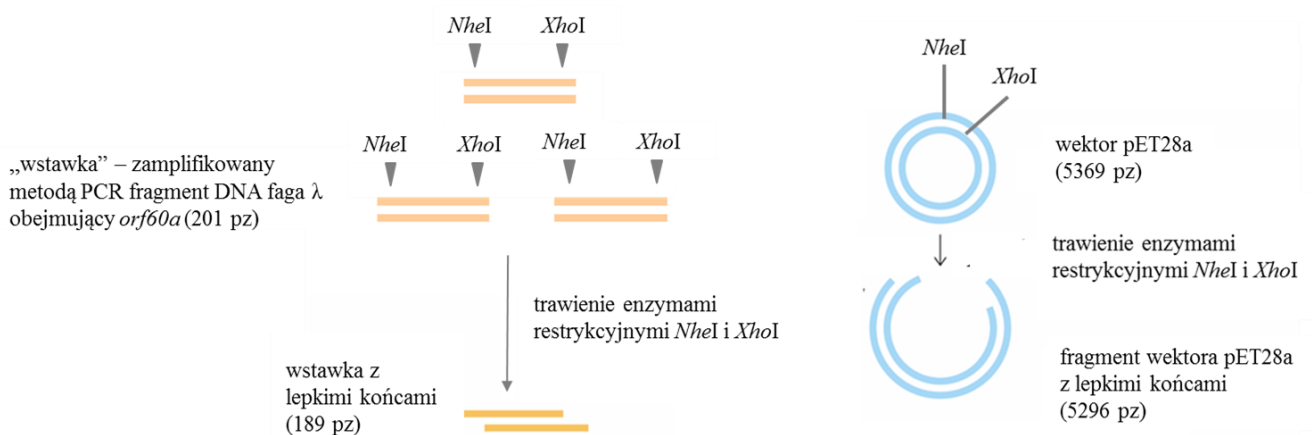 NheI XhoI
NheI XhoI NheI XhoI
„wstawka” – zamplifikowany
metodą PCR fragment DNA faga λ
obejmujący orf60a (201 pz)
trawienie enzymami
restrykcyjnymi NheI i XhoI
wstawka z
lepkimi końcami
(189 pz)
NheI
XhoI
wektor pET28a
(5369 pz)
trawienie enzymami
restrykcyjnymi NheI i XhoI
fragment wektora pET28a
z lepkimi końcami
(5296 pz)